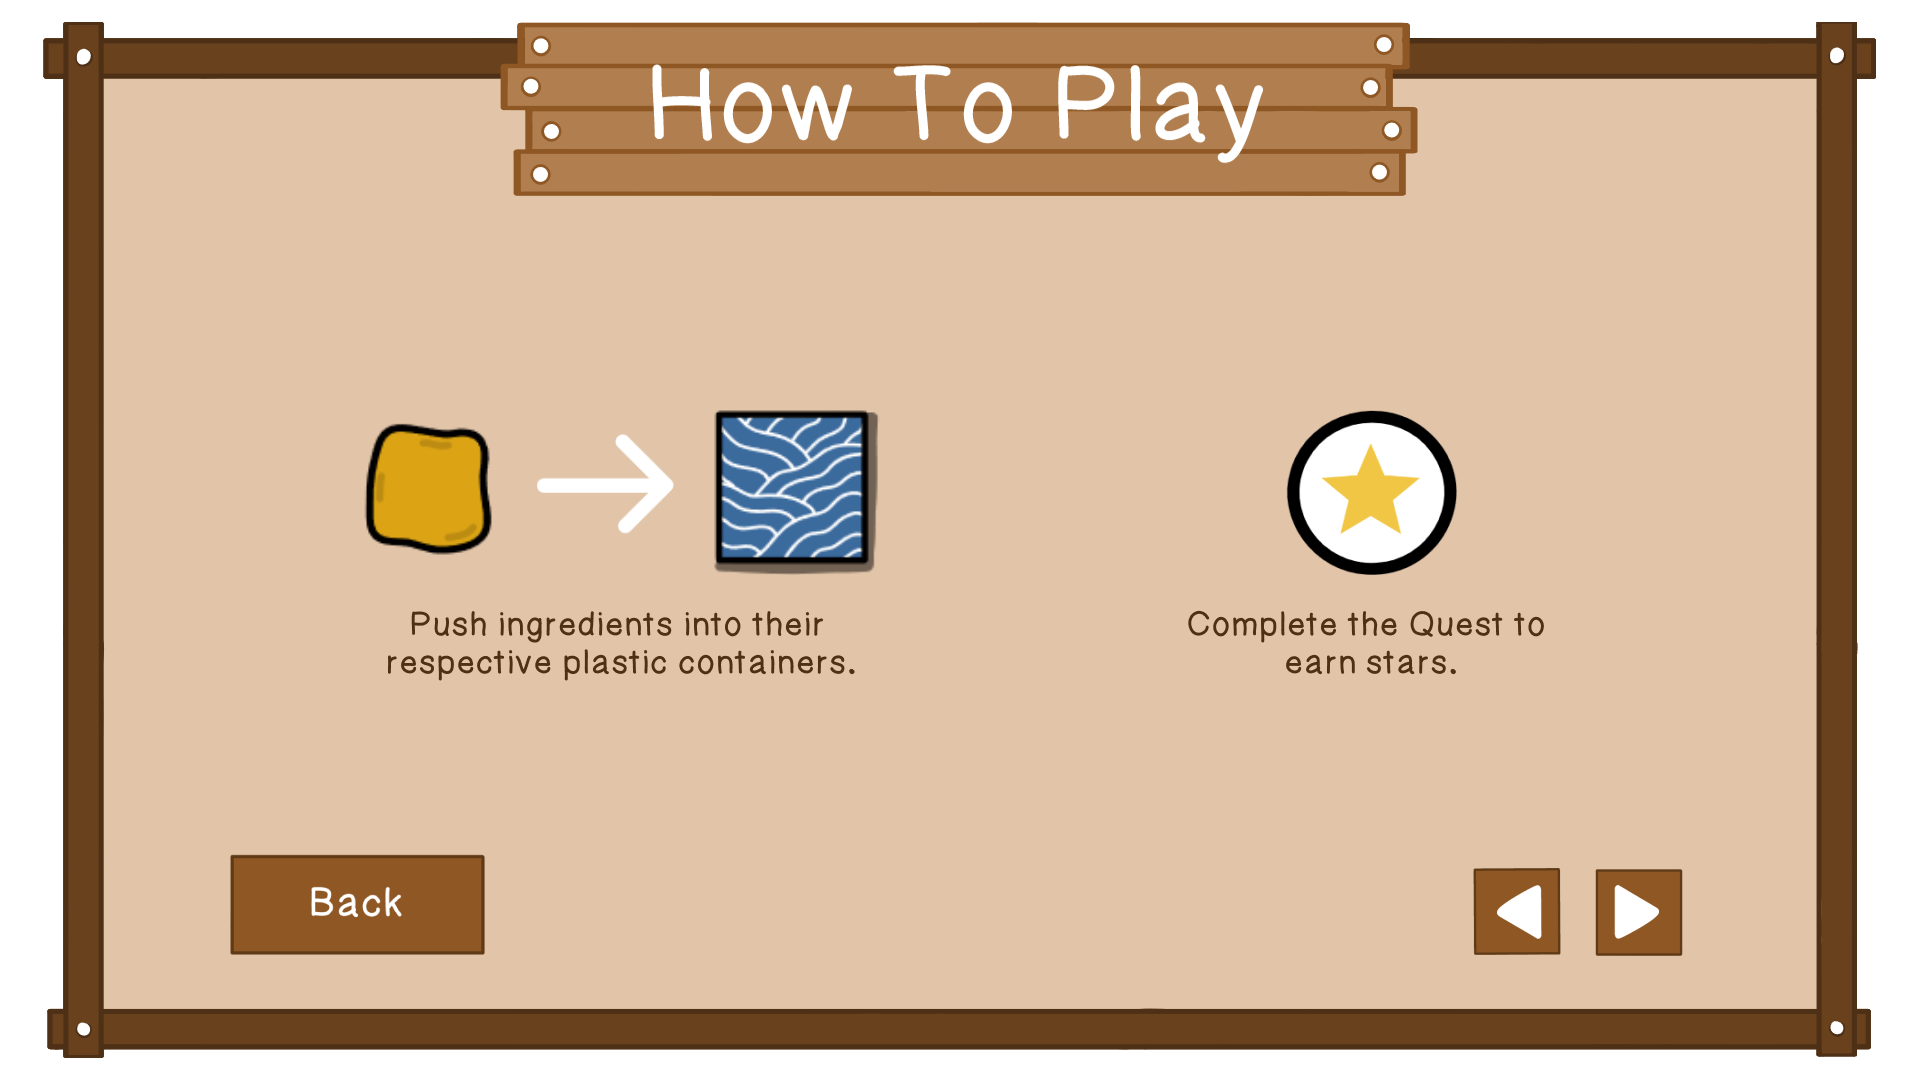 How To Play
Push ingredients into their
respective plastic containers.
Complete the Quest to
earn stars.
Back